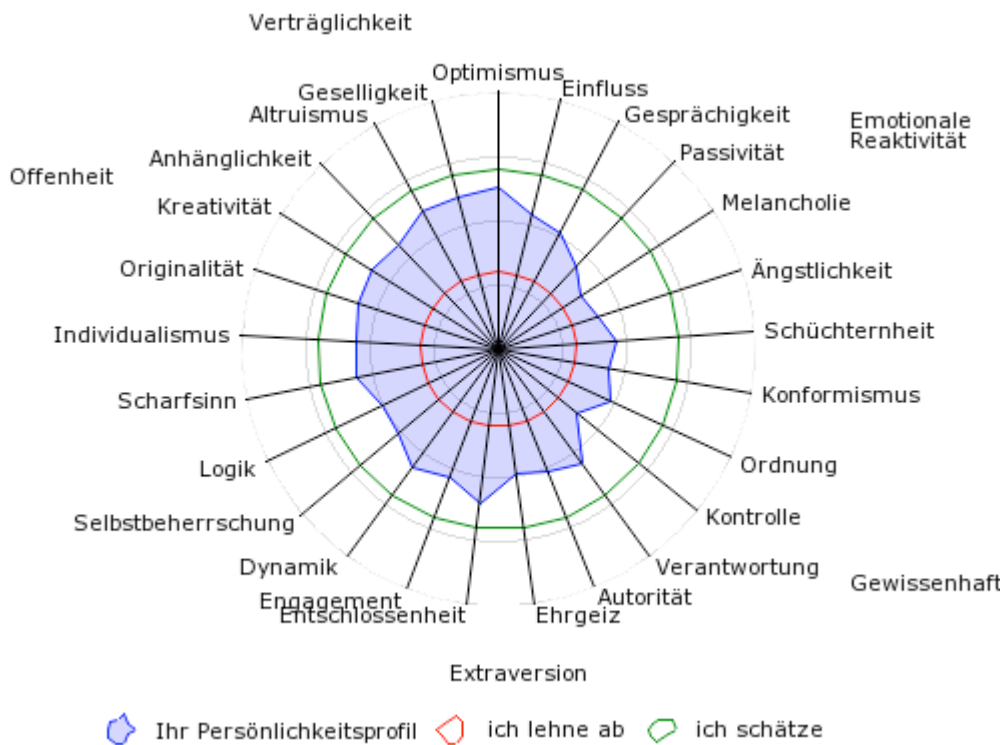 Verträglichkeit
Optimismus
Geselligkeit
Einfluss
Altruismus
Gesprächigkeit
Emotionale
Reaktivität
Anhänglichkeit
Passivität
Offenheit
Kreativität
Melancholie
Originalität
Ängstlichkeit
Individualismus
Schüchternheit
Scharfsinn
Konformismus
Logik
Ordnung
Selbstbeherrschung
Kontrolle
Dynamik
Verantwortung
Gewissenhaft
Engagement
Autorität
Entschlossenheit
Ehrgeiz
Extraversion
Ihr Persönlichkeitsprofil ich lehne ab ich schätze